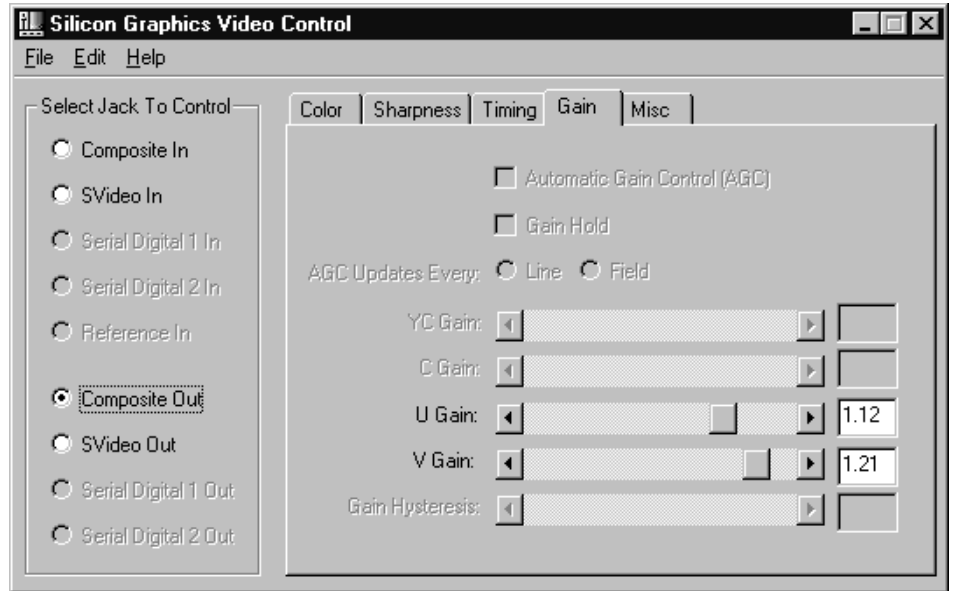 Silicon Graphics Video Control
File Edit Help
Select Jack To Control
Composite In
SVideo In
Serial Digital 1 In
Serial Digital 2 In
Reference In
Composite Out
SVideo Out
Serial Digital 1 Out
Serial Digital 2 Out
Color Sharpness Timing Gain Misc
Automatic Gain Control (AGC)
Gain Hold
AGC Updates Every: Line Field
YC Gain:
C Gain:
U Gain: 1.12
V Gain: 1.21
Gain Hysteresis: